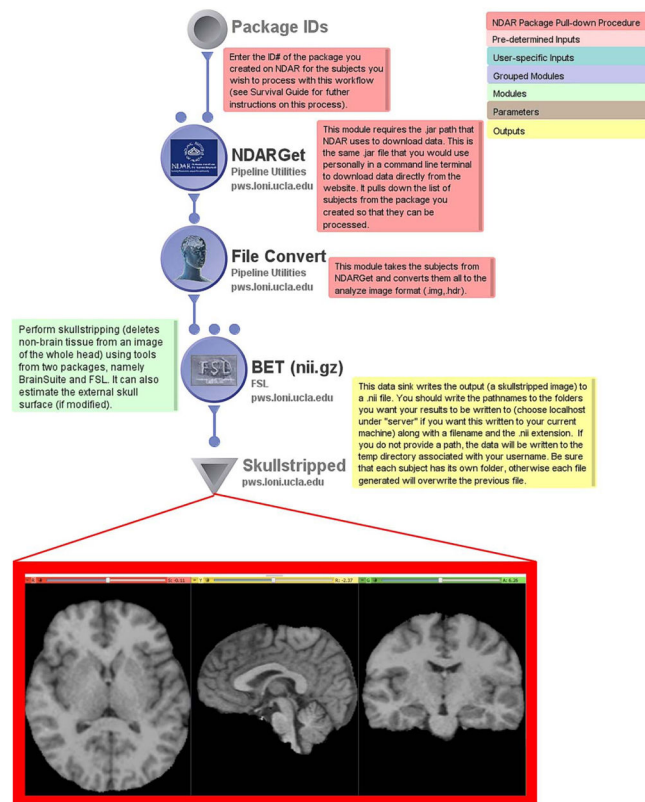 Package IDs
NDAR Package Pull-down Procedure
Pre-determined Inputs
User-specific Inputs
Grouped Modules
Modules
Parameters
Outputs
Enter the ID# of the package you
created on NDAR for the subjects you
wish to process with this workflow
(see Survival Guide for futher
instructions on this process).
NDAR
NDARGet
Pipeline Utilities
pws.loni.ucla.edu
This module requires the .jar path that
NDAR uses to download data. This is
the same .jar file that you would use
personally in a command line terminal
to download data directly from the
website. It pulls down the list of
subjects from the package you
created so that they can be
processed.
File Convert
Pipeline Utilities
pws.loni.ucla.edu
This module takes the subjects from
NDARGet and converts them all to the
analyze image format (.img,.hdr).
Perform skullstripping (deletes
non-brain tissue from an image
of the whole head) using tools
from two packages, namely
BrainSuite and FSL. It can also
estimate the external skull
surface (if modified).
FSL
BET (nii.gz)
FSL
pws.loni.ucla.edu
This data sink writes the output (a skullstripped image) to
a .nii file. You should write the pathnames to the folders
you want your results to be written to (choose localhost
under "server" if you want this written to your current
machine) along with a filename and the .nii extension. If
you do not provide a path, the data will be written to the
temp directory associated with your username. Be sure
that each subject has its own folder, otherwise each file
generated will overwrite the previous file.
Skullstripped
pws.loni.ucla.edu